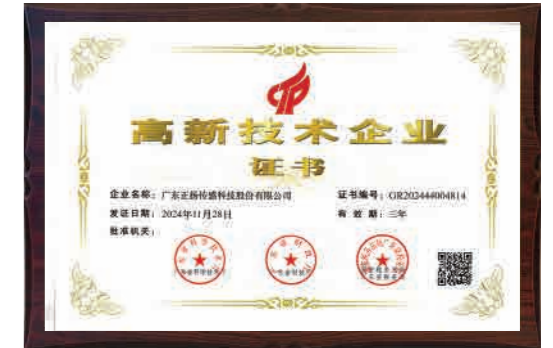 高新技术企业
证书
企业名称：广东正扬传感科技股份有限公司 证书编号：GR202444004814
发证日期：2024年11月28日 有 效 期：三年
批准机关：